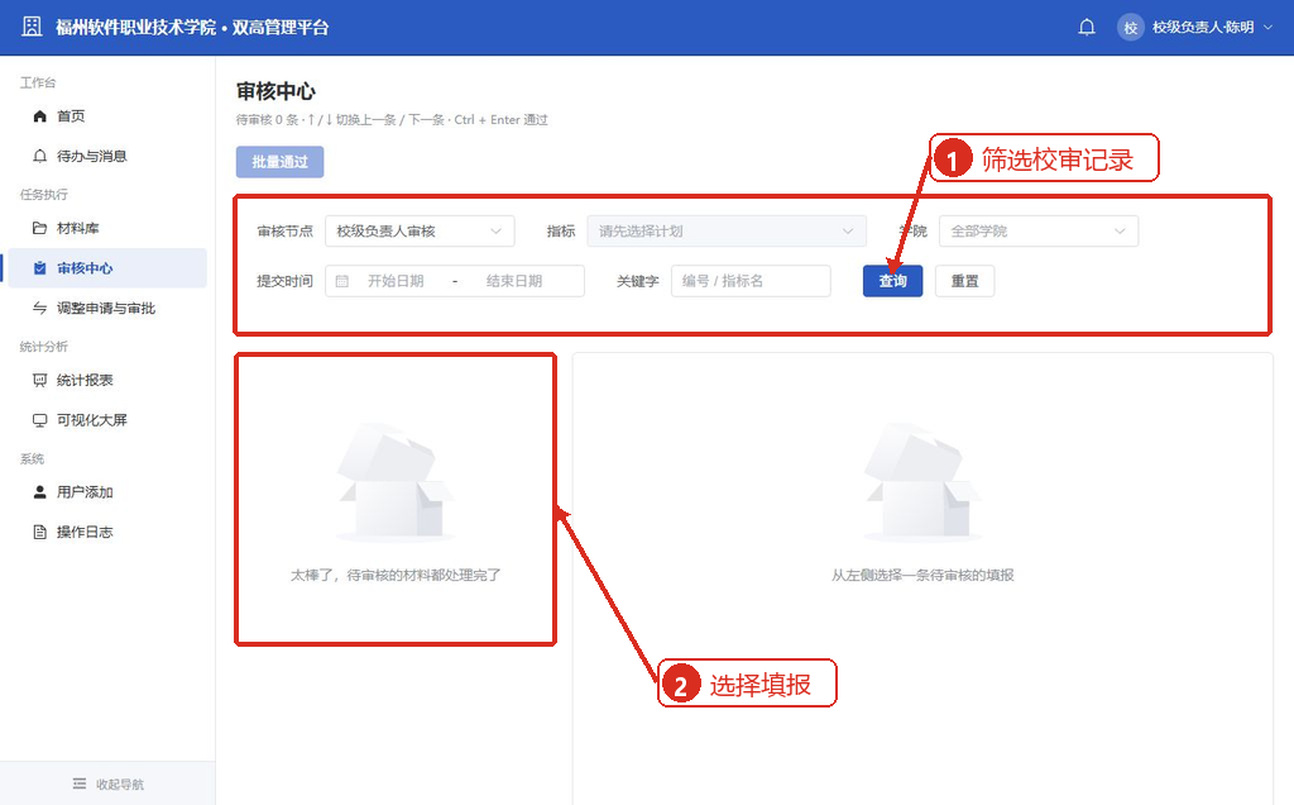 福州软件职业技术学院 • 双高管理平台
校 校级负责人·陈明
工作台
首页
待办与消息
任务执行
材料库
审核中心
调整申请与审批
统计分析
统计报表
可视化大屏
系统
用户添加
操作日志
收起导航
审核中心
待审核 0 条 · ↑ / ↓ 切换上一条 / 下一条 · Ctrl + Enter 通过
批量通过
1 筛选校审记录
审核节点 校级负责人审核 指标 请先选择计划 学院 全部学院
提交时间 开始日期 - 结束日期 关键字 编号 / 指标名 查询 重置
太棒了，待审核的材料都处理完了
从左侧选择一条待审核的填报
2 选择填报